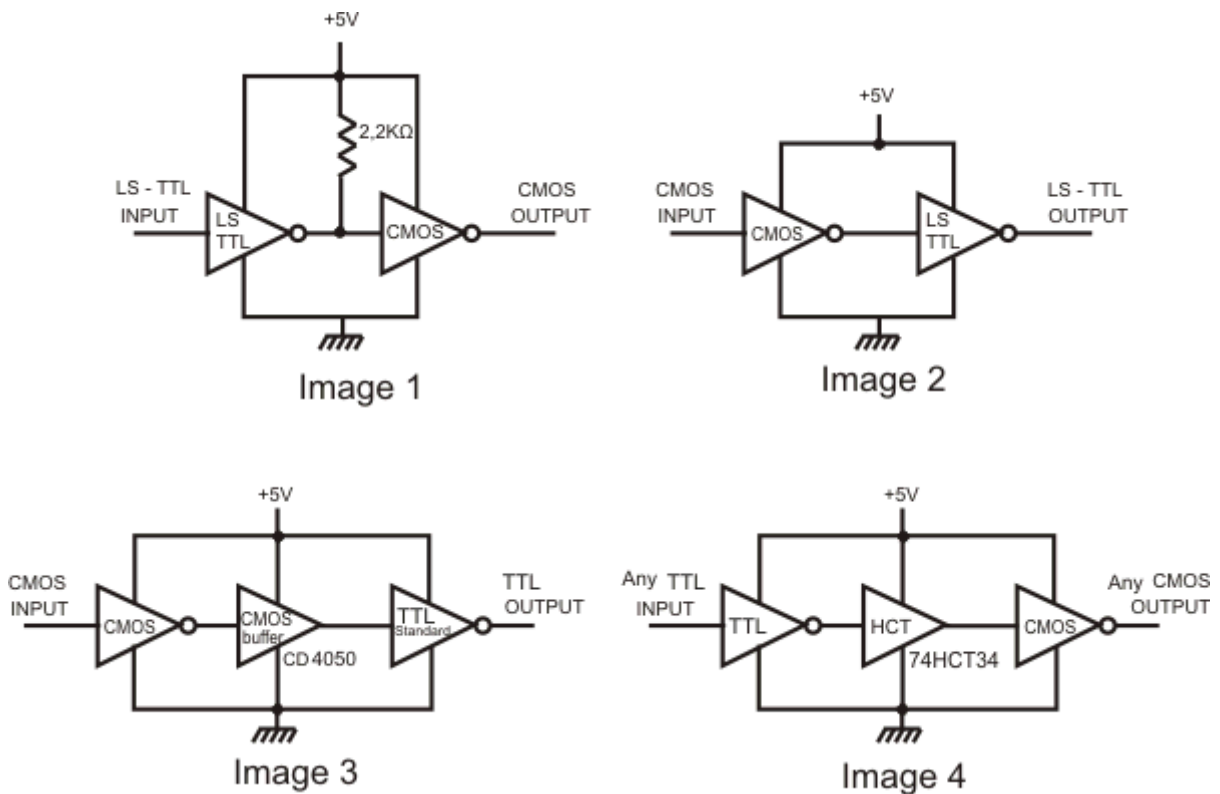 +5V
2,2KΩ
LS - TTL
INPUT
LS
TTL
CMOS
CMOS
OUTPUT
Image 1
+5V
CMOS
INPUT
CMOS
LS
TTL
LS - TTL
OUTPUT
Image 2
+5V
CMOS
INPUT
CMOS
CMOS
buffer
CD4050
TTL
Standard
TTL
OUTPUT
Image 3
+5V
Any TTL
INPUT
TTL
HCT
74HCT34
CMOS
Any CMOS
OUTPUT
Image 4